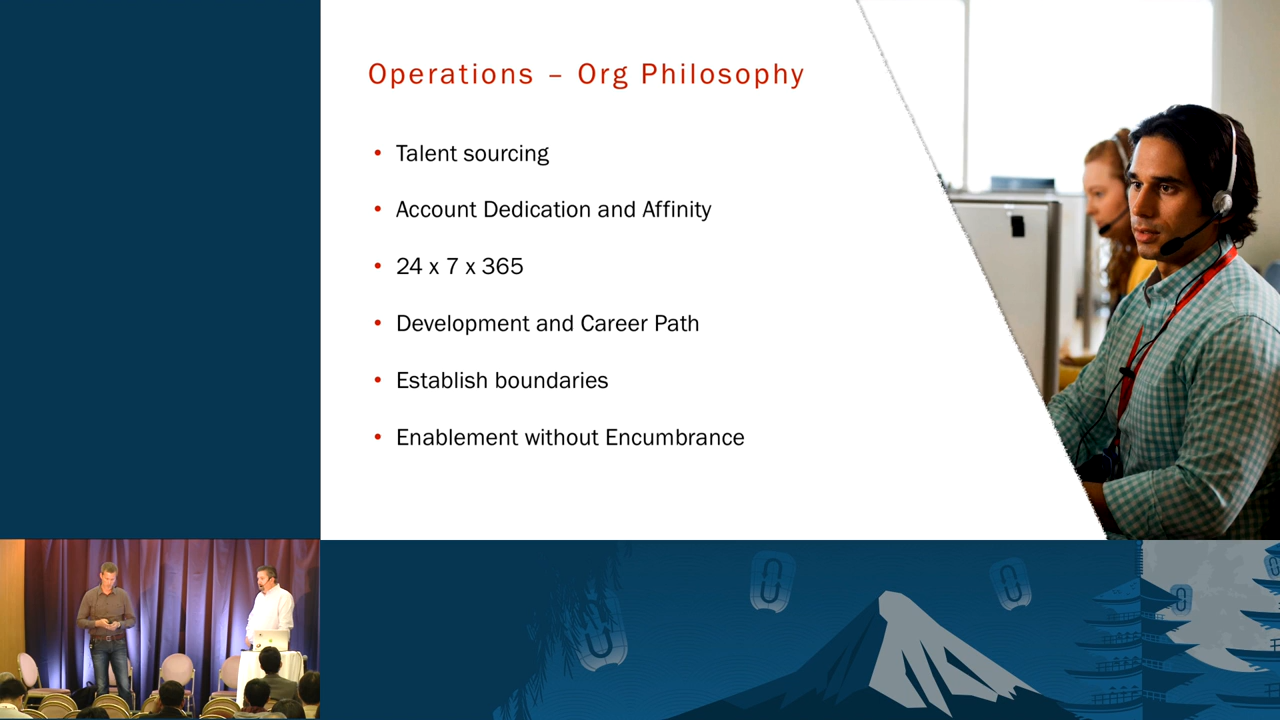 Operations – Org Philosophy
• Talent sourcing
• Account Dedication and Affinity
• 24 x 7 x 365
• Development and Career Path
• Establish boundaries
• Enablement without Encumbrance